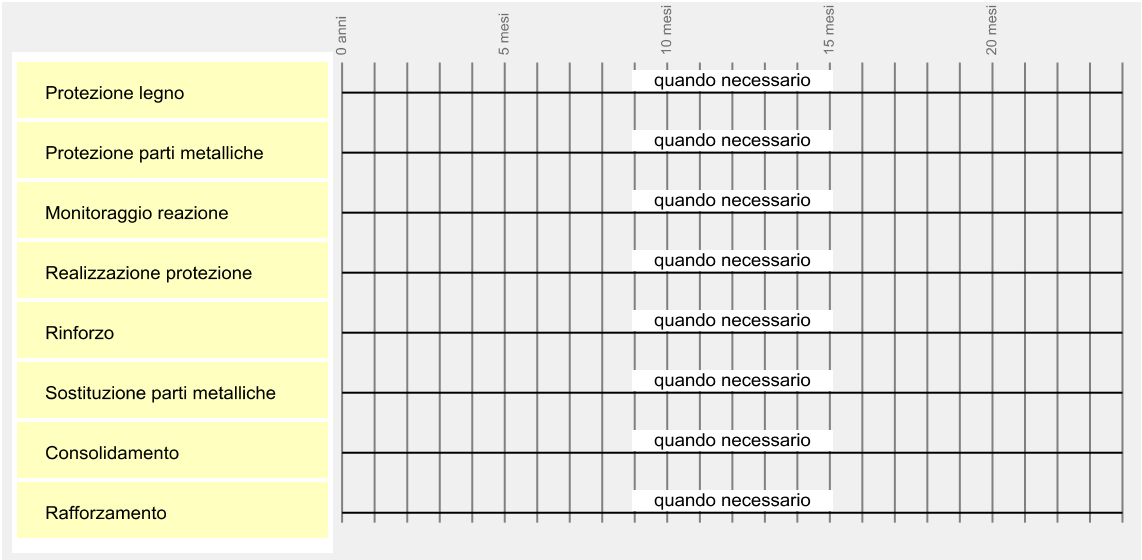 0 anni
5 mesi
10 mesi
15 mesi
20 mesi
Protezione legno
quando necessario
Protezione parti metalliche
quando necessario
Monitoraggio reazione
quando necessario
Realizzazione protezione
quando necessario
Rinforzo
quando necessario
Sostituzione parti metalliche
quando necessario
Consolidamento
quando necessario
Rafforzamento
quando necessario